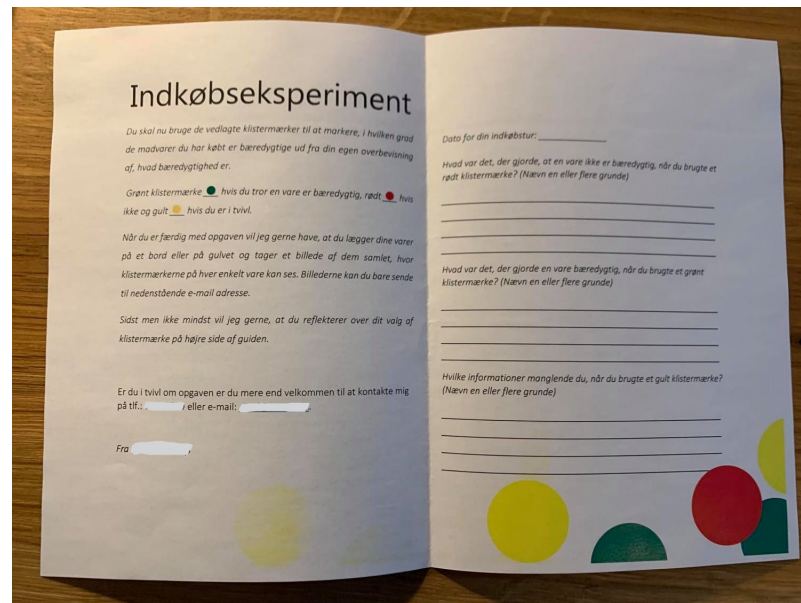 Indkøbseksperiment
Du skal nu bruge de vedlagte klistermærker til at markere, i hvilken grad
de madvarer du har købt er bæredygtige ud fra din egen overbevisning
af, hvad bæredygtighed er.
Grønt klistermærke hvis du tror en vare er bæredygtig, rødt hvis
ikke og gult hvis du er i tvivl.
Når du er færdig med opgaven vil jeg gerne have, at du lægger dine varer
på et bord eller på gulvet og tager et billede af dem samlet, hvor
klistermærkerne på hver enkelt vare kan ses. Billederne kan du bare sende
til nedenstående e-mail adresse.
Sidst men ikke mindst vil jeg gerne, at du reflekterer over dit valg af
klistermærke på højre side af guiden.
Er du i tvivl om opgaven er du mere end velkommen til at kontakte mig
på tlf.: eller e-mail:
Fra
Dato for din indkøbstur:
Hvad var det, der gjorde, at en vare ikke er bæredygtig, når du brugte et
rødt klistermærke? (Nævn en eller flere grunde)
Hvad var det, der gjorde en vare bæredygtig, når du brugte et grønt
klistermærke? (Nævn en eller flere grunde)
Hvilke informationer manglende du, når du brugte et gult klistermærke?
(Nævn en eller flere grunde)